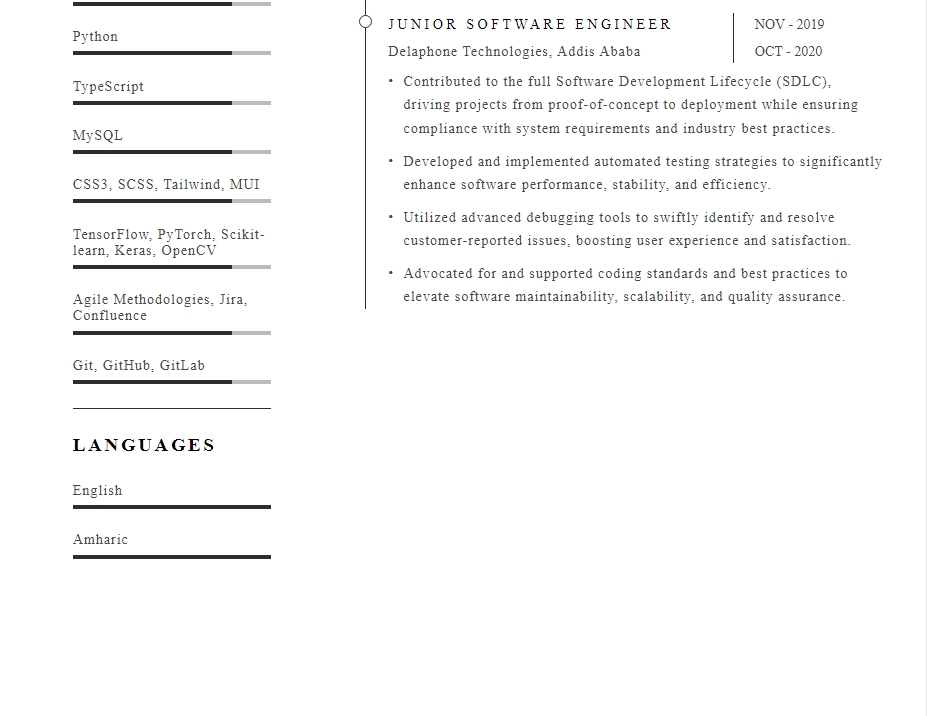 Python
TypeScript
MySQL
CSS3, SCSS, Tailwind, MUI
TensorFlow, PyTorch, Scikit-
learn, Keras, OpenCV
Agile Methodologies, Jira,
Confluence
Git, GitHub, GitLab
LANGUAGES
English
Amharic
JUNIOR SOFTWARE ENGINEER
NOV - 2019
Delaphone Technologies, Addis Ababa
OCT - 2020
• Contributed to the full Software Development Lifecycle (SDLC),
driving projects from proof-of-concept to deployment while ensuring
compliance with system requirements and industry best practices.
• Developed and implemented automated testing strategies to significantly
enhance software performance, stability, and efficiency.
• Utilized advanced debugging tools to swiftly identify and resolve
customer-reported issues, boosting user experience and satisfaction.
• Advocated for and supported coding standards and best practices to
elevate software maintainability, scalability, and quality assurance.